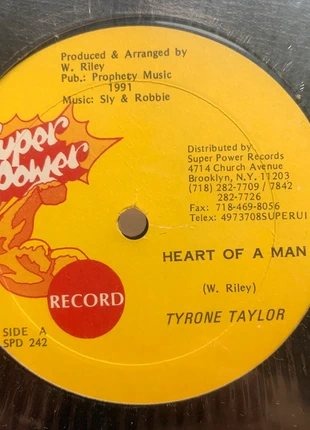 Produced & Arranged by
W. Riley
Pub.: Prophety Music
1991
Music: Sly & Robbie
Super
Power
RECORD
SIDE A
SPD 242
Distributed by
Super Power Records
4714 Church Avenue
Brooklyn, N.Y. 11203
(718) 282-7709 / 7842
282-7726
Fax: 718-469-8056
Telex: 4973708SUPERUI
HEART OF A MAN
(W. Riley)
TYRONE TAYLOR